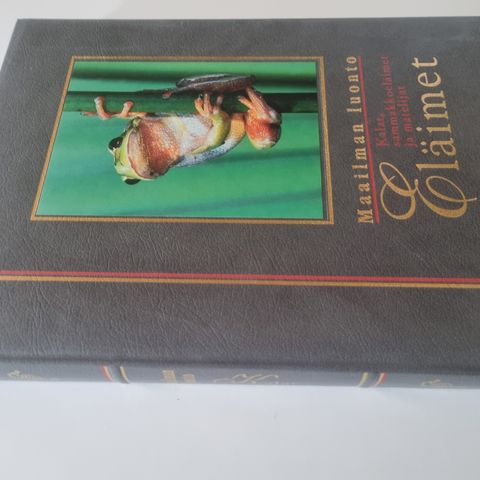 Maailman luonto
Kalat,
sammakkoeläimet
ja matelijat
Eläimet